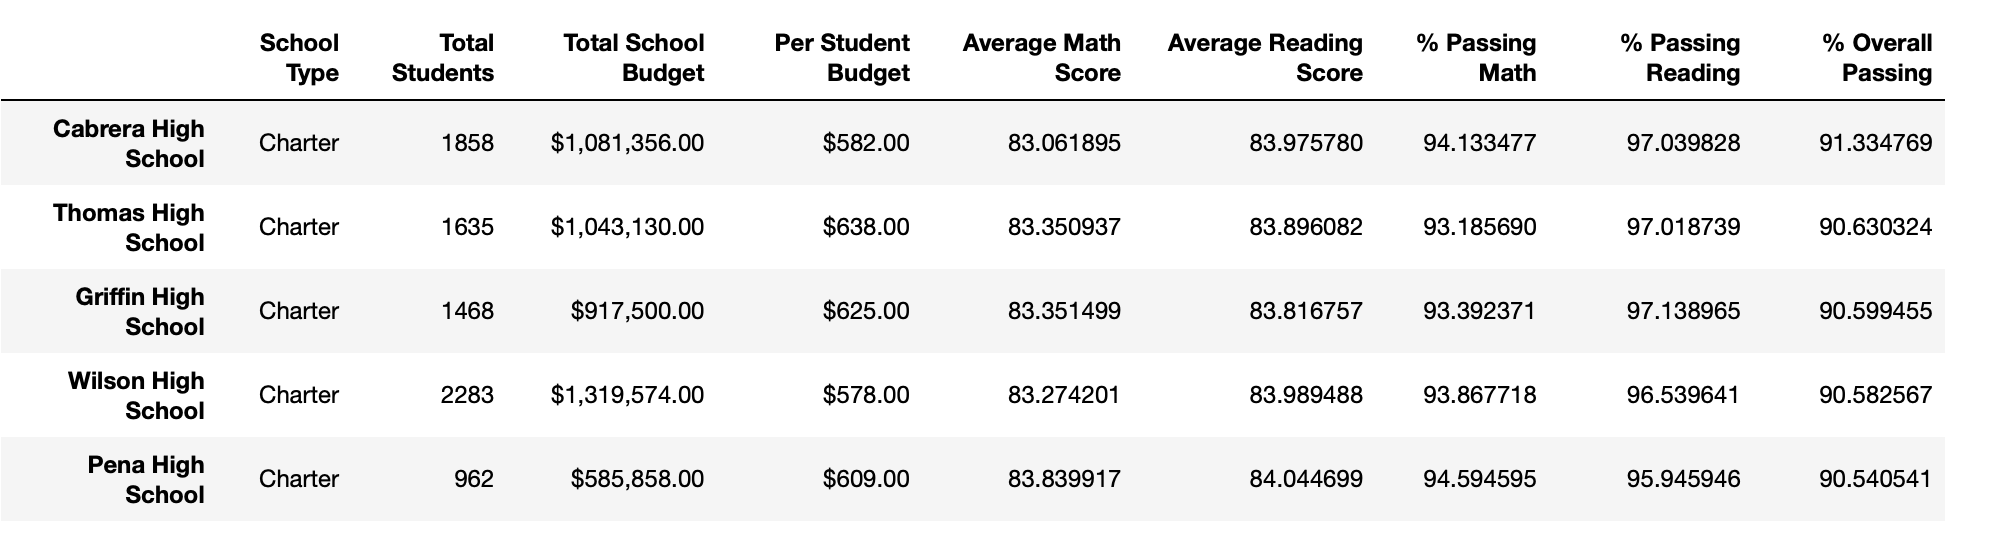 School Type Total Students Total School Budget Per Student Budget Average Math Score Average Reading Score % Passing Math % Passing Reading % Overall Passing
Cabrera High School Charter 1858 $1,081,356.00 $582.00 83.061895 83.975780 94.133477 97.039828 91.334769
Thomas High School Charter 1635 $1,043,130.00 $638.00 83.350937 83.896082 93.185690 97.018739 90.630324
Griffin High School Charter 1468 $917,500.00 $625.00 83.351499 83.816757 93.392371 97.138965 90.599455
Wilson High School Charter 2283 $1,319,574.00 $578.00 83.274201 83.989488 93.867718 96.539641 90.582567
Pena High School Charter 962 $585,858.00 $609.00 83.839917 84.044699 94.594595 95.945946 90.540541